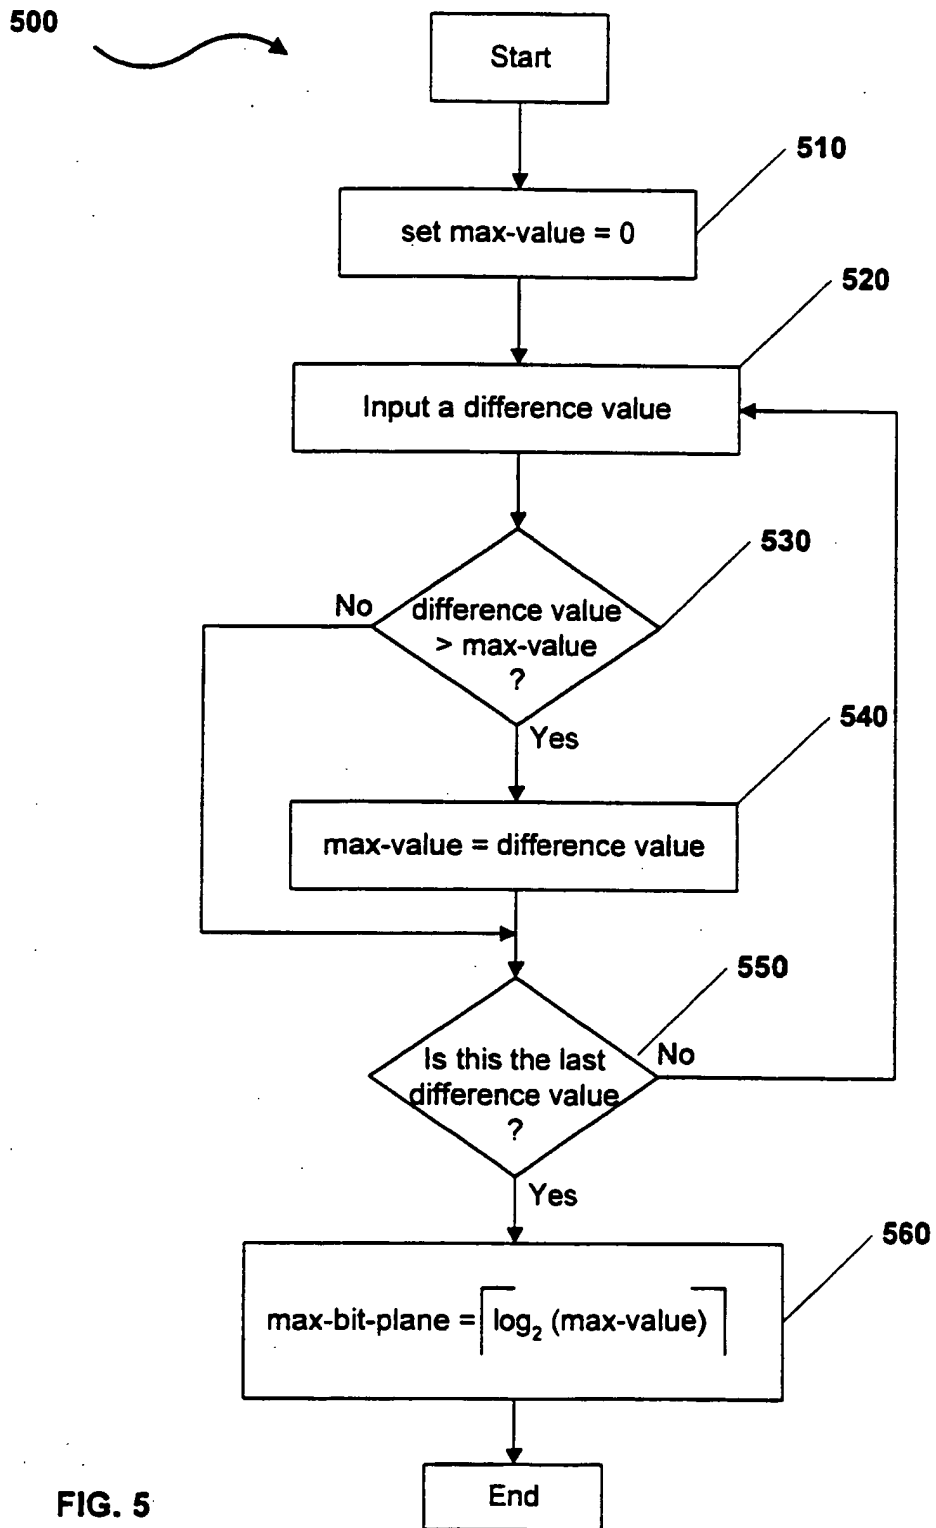 500
Start
510
set max-value = 0
520
Input a difference value
530
No
difference value
> max-value
?
Yes
540
max-value = difference value
550
Is this the last
difference value
?
No
Yes
560
max-bit-plane = ⌈log₂ (max-value)⌉
End
FIG. 5